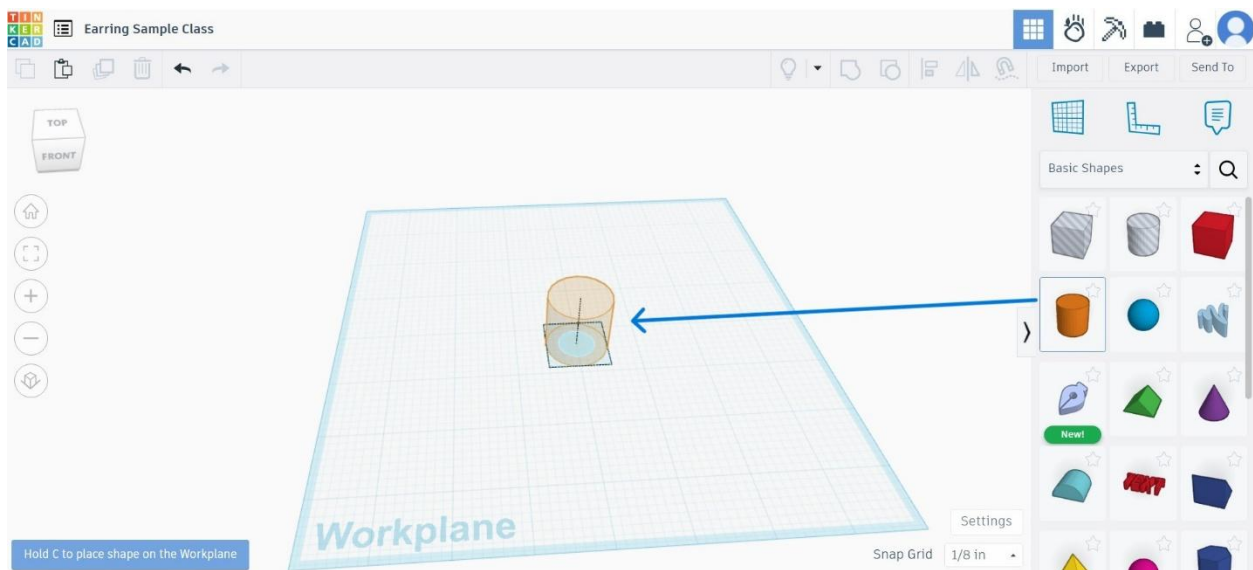 TIN
KER
CAD
Earring Sample Class
Import
Export
Send To
TOP
FRONT
Basic Shapes
New!
TEXT
Workplane
Settings
Hold C to place shape on the Workplane
Snap Grid
1/8 in